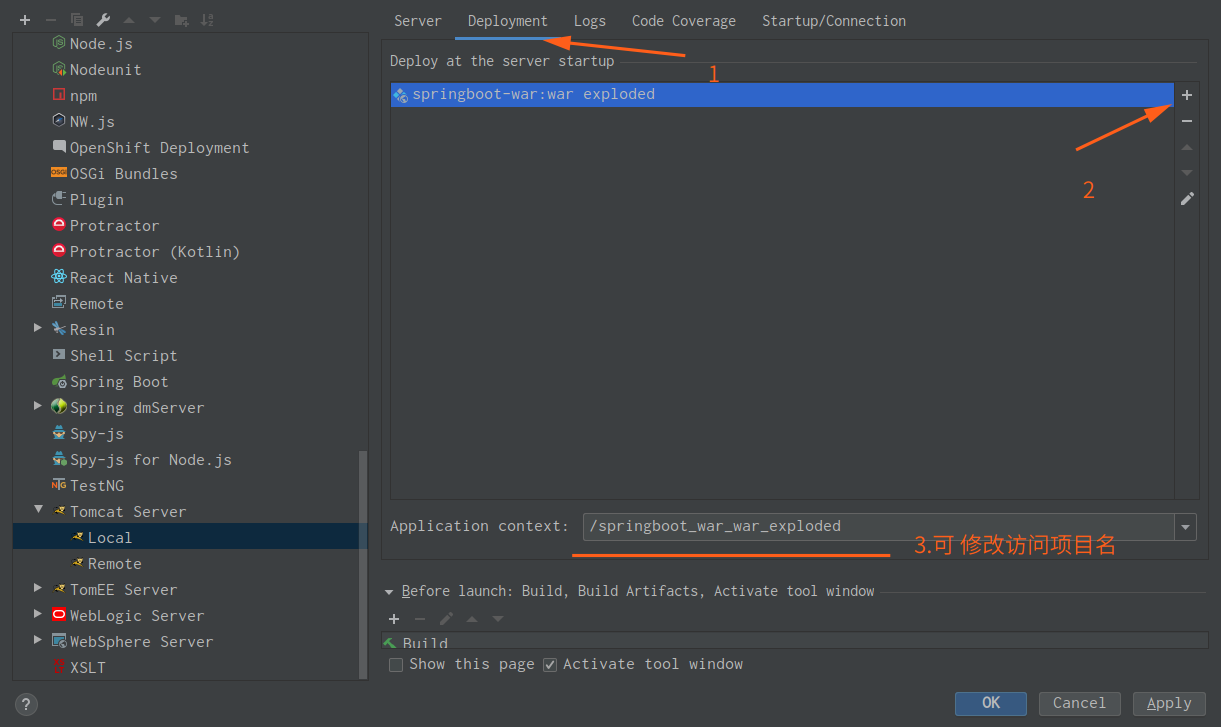 Node.js
Nodeunit
npm
NW.js
OpenShift Deployment
OSGi Bundles
Plugin
Protractor
Protractor (Kotlin)
React Native
Remote
Resin
Shell Script
Spring Boot
Spring dmServer
Spy-js
Spy-js for Node.js
TestNG
Tomcat Server
Local
Remote
TomEE Server
WebLogic Server
WebSphere Server
XSLT
Server Deployment Logs Code Coverage Startup/Connection
1
Deploy at the server startup
springboot-war:war exploded
2
Application context: /springboot_war_war_exploded
3.可 修改访问项目名
Before launch: Build, Build Artifacts, Activate tool window
Build
Show this page Activate tool window
? OK Cancel Apply